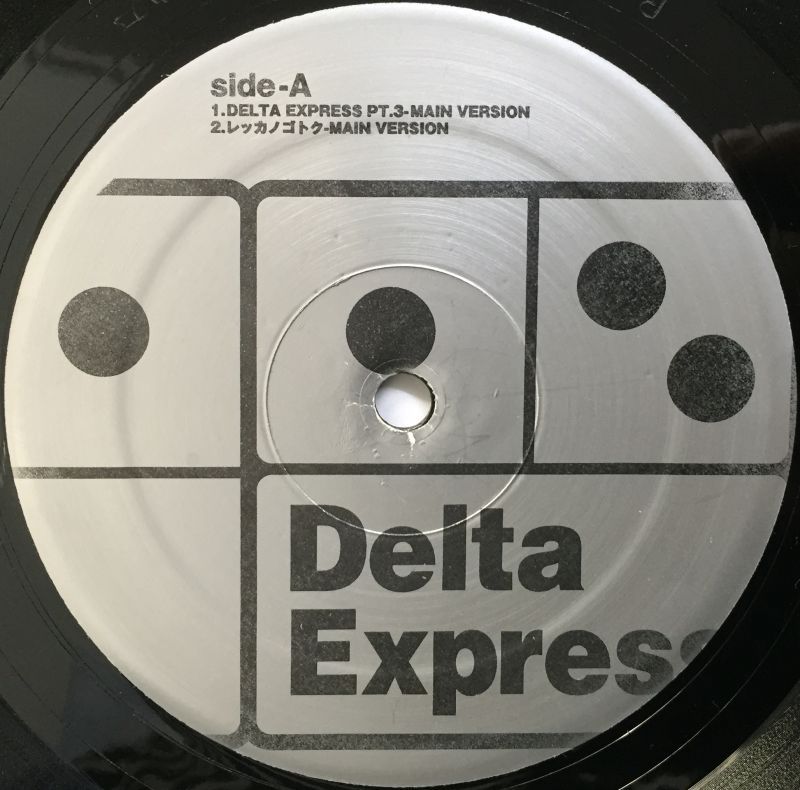 side-A
1.DELTA EXPRESS PT.3-MAIN VERSION
2.レッカノゴトク-MAIN VERSION
Delta
Express